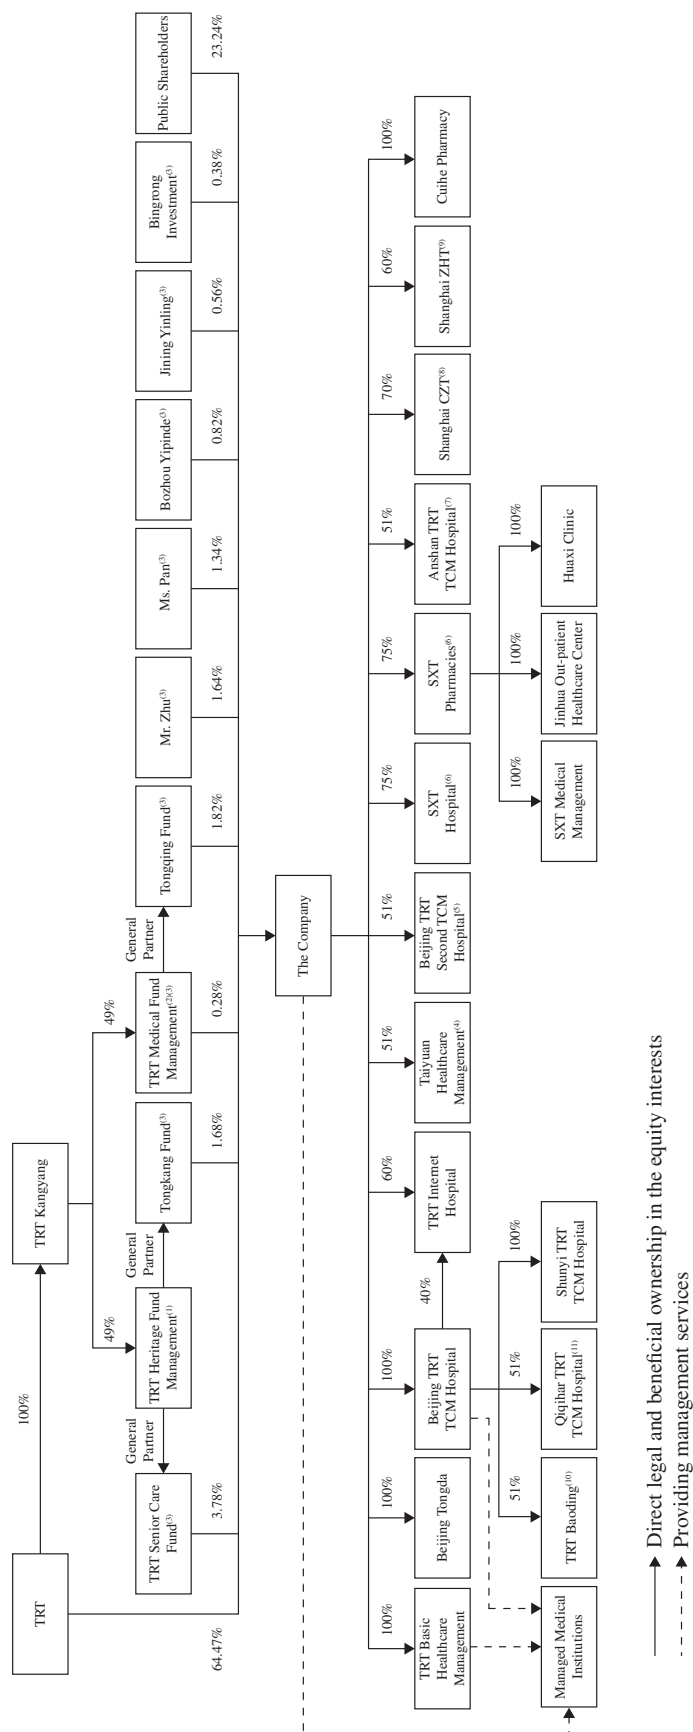 TRT
100%
TRT Kangyang
49%
49%
TRT Senior Care
Fund(3)
General
Partner
TRT Heritage Fund
Management(1)
General
Partner
Tongkang Fund(3)
TRT Medical Fund
Management(2)(3)
General
Partner
Tongqing Fund(3)
Mr. Zhu(3)
Ms. Pan(3)
Bozhou Yipinde(3)
Jining Yinling(3)
Bingrong
Investment(3)
Public Shareholders
64.47%
3.78%
1.68%
0.28%
1.82%
1.64%
1.34%
0.82%
0.56%
0.38%
23.24%
The Company
100%
100%
100%
60%
51%
51%
75%
75%
51%
70%
60%
100%
TRT Basic
Healthcare
Management
Beijing Tongda
Beijing TRT
TCM Hospital
40%
TRT Internet
Hospital
Taiyuan
Healthcare
Management(4)
Beijing TRT
Second TCM
Hospital(5)
SXT
Hospital(6)
SXT
Pharmacies(6)
Anshan TRT
TCM Hospital(7)
Shanghai CZT(8)
Shanghai ZHT(9)
Cuihe Pharmacy
51%
51%
100%
100%
100%
100%
Managed Medical
Institutions
TRT Baoding(10)
Qiqihar TRT
TCM Hospital(11)
Shunyi TRT
TCM Hospital
SXT Medical
Management
Jinhua Out-patient
Healthcare Center
Huaxi Clinic
Direct legal and beneficial ownership in the equity interests
Providing management services